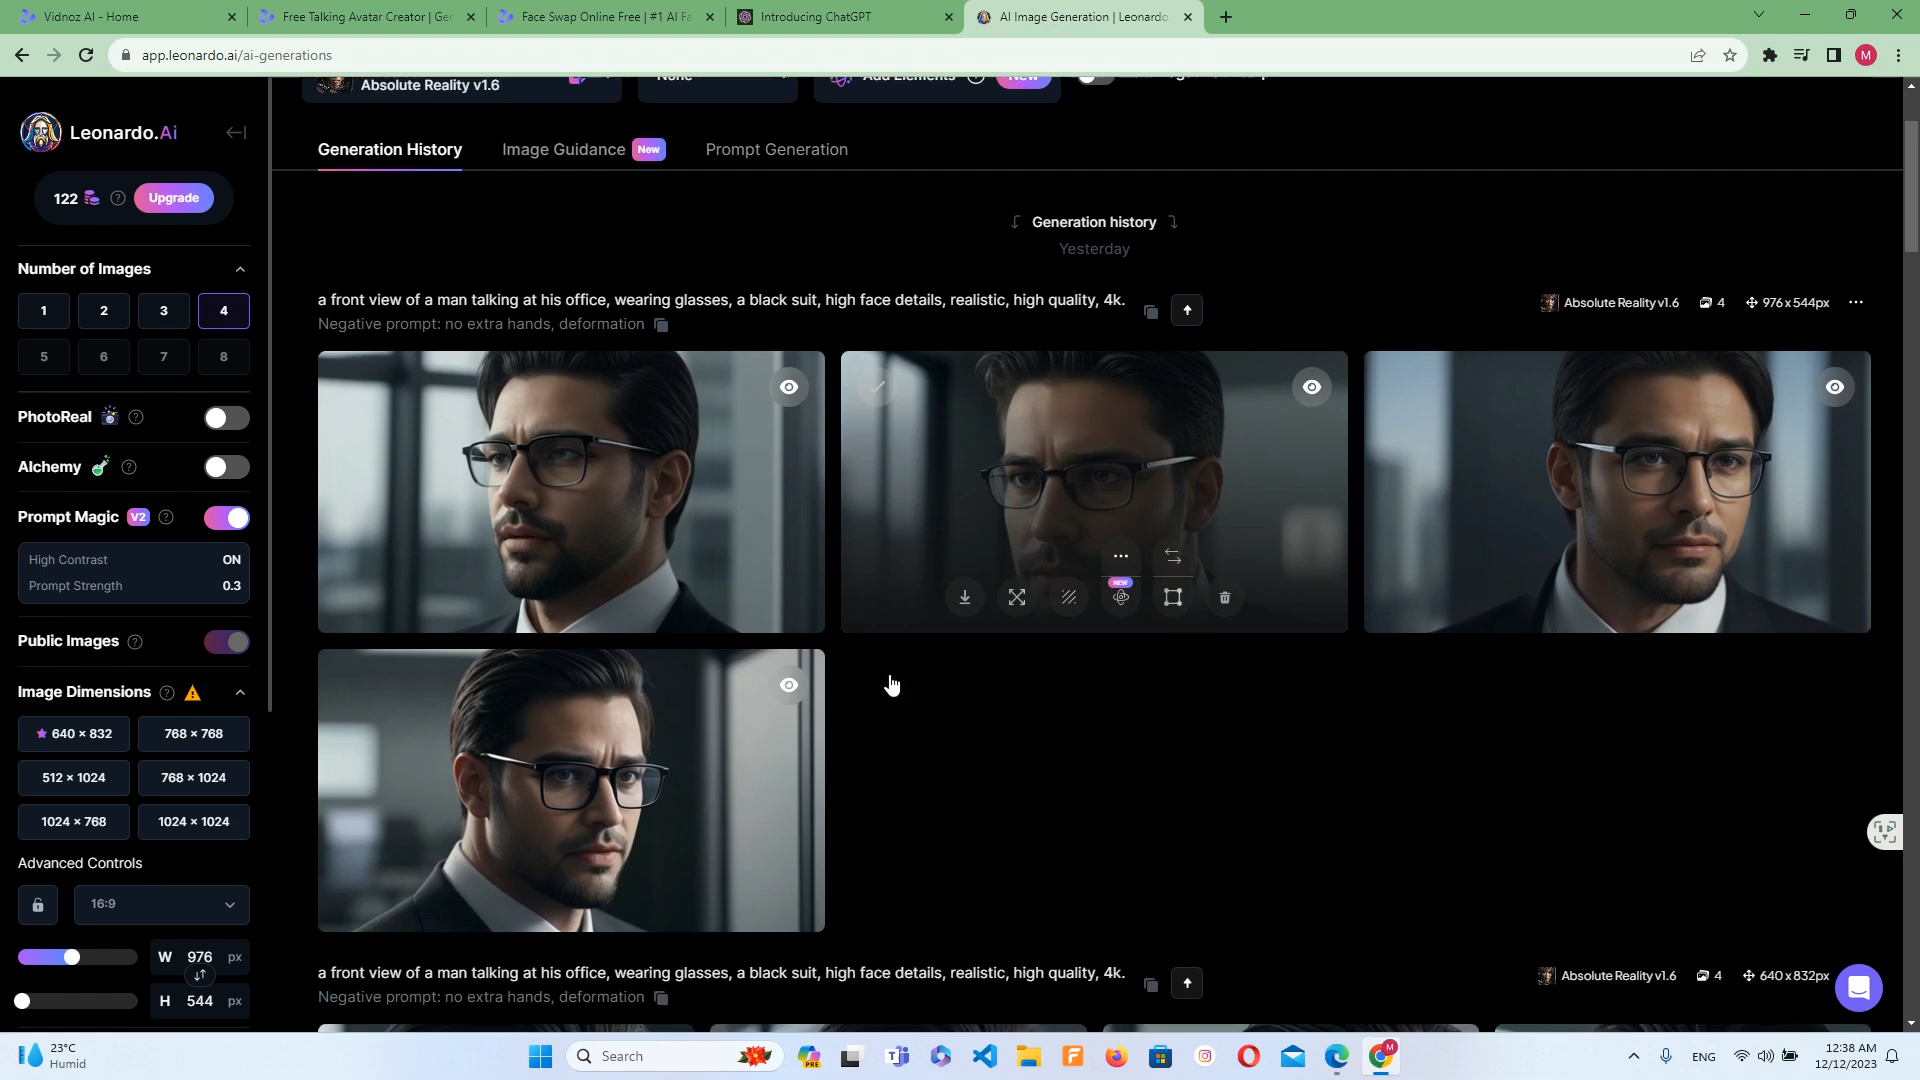 Vidnoz AI - Home
Free Talking Avatar Creator | Ger
Face Swap Online Free | #1 AI Fa
Introducing ChatGPT
AI Image Generation | Leonardo.
app.leonardo.ai/ai-generations
M
Absolute Reality v1.6
None
Add Elements
New
Leonardo.Ai
122
Upgrade
Generation History
Image Guidance
New
Prompt Generation
Generation history
Yesterday
Number of Images
1
2
3
4
5
6
7
8
a front view of a man talking at his office, wearing glasses, a black suit, high face details, realistic, high quality, 4k.
Negative prompt: no extra hands, deformation
Absolute Reality v1.6
4
976 x 544px
PhotoReal
Alchemy
Prompt Magic
V2
High Contrast
ON
Prompt Strength
0.3
NEW
Public Images
Image Dimensions
640 × 832
768 × 768
512 × 1024
768 × 1024
1024 × 768
1024 × 1024
Advanced Controls
16:9
W 976 px
H 544 px
a front view of a man talking at his office, wearing glasses, a black suit, high face details, realistic, high quality, 4k.
Negative prompt: no extra hands, deformation
Absolute Reality v1.6
4
640 x 832px
23°C
Humid
Search
PRE
M
ENG
12:38 AM
12/12/2023